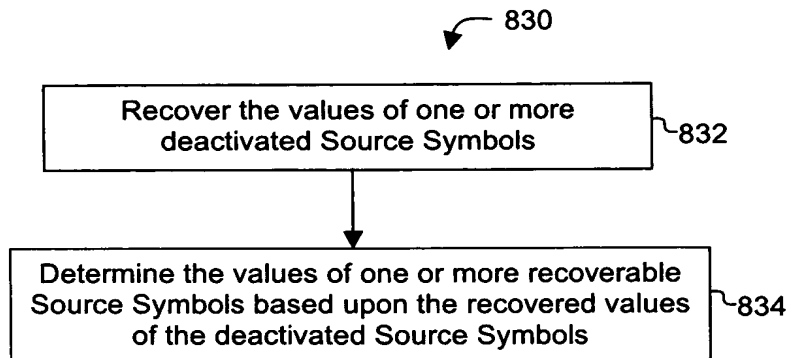 830
Recover the values of one or more
deactivated Source Symbols
832
Determine the values of one or more recoverable
Source Symbols based upon the recovered values
of the deactivated Source Symbols
834